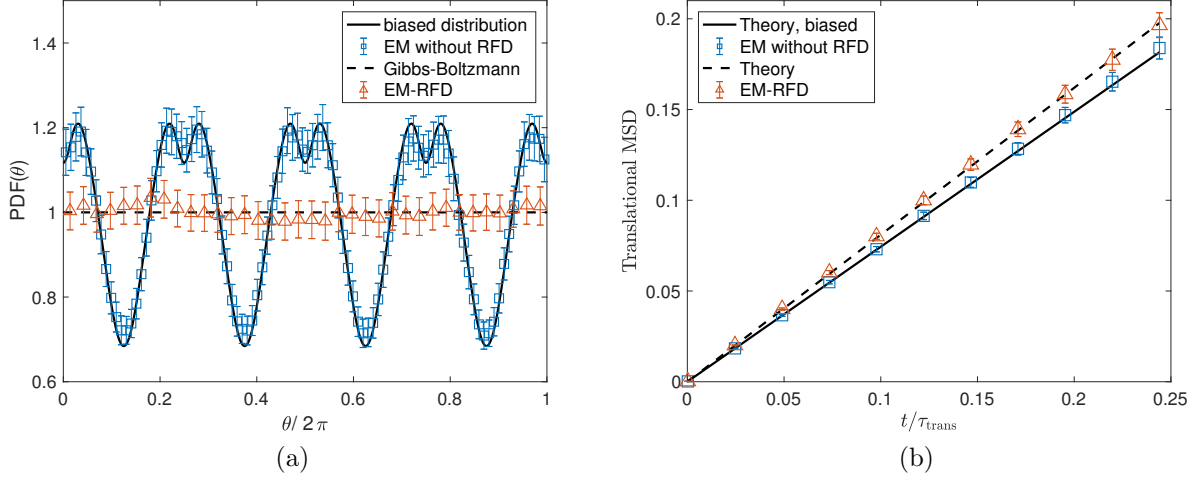 biased distribution
EM without RFD
Gibbs-Boltzmann
EM-RFD
1.4
1.2
1
0.8
0.6
PDF(θ)
0 0.2 0.4 0.6 0.8 1
θ/ 2 π
(a)
Theory, biased
EM without RFD
Theory
EM-RFD
0.2
0.15
0.1
0.05
0
Translational MSD
0 0.05 0.1 0.15 0.2 0.25
t/τtrans
(b)